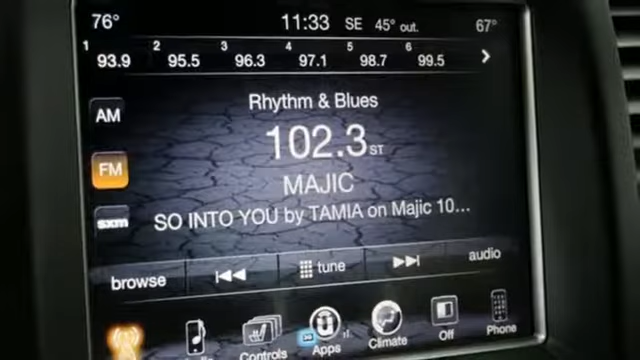 76° 11:33 SE 45° out. 67°
1 93.9 2 95.5 3 96.3 4 97.1 5 98.7 6 99.5
Rhythm & Blues
AM
102.3 ST
FM
MAJIC
sxm
SO INTO YOU by TAMIA on Majic 10...
browse tune audio
Controls Apps Climate Off Phone